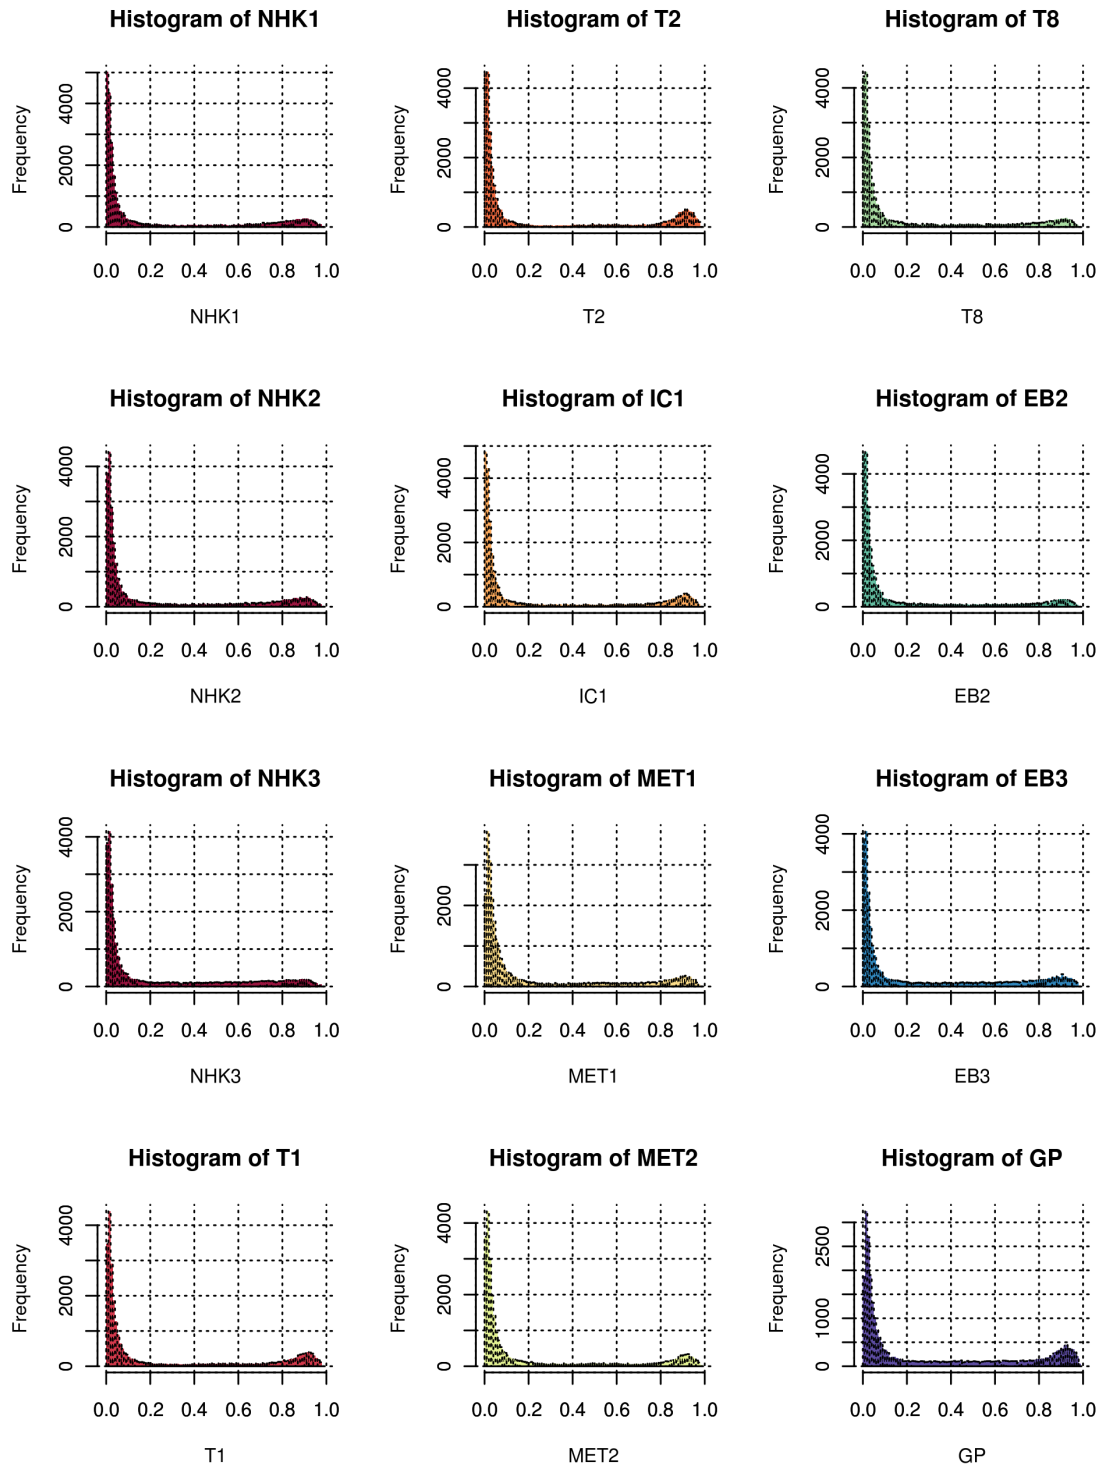 Histogram of NHK1
Frequency
0 2000 4000
0.0 0.2 0.4 0.6 0.8 1.0
NHK1
Histogram of T2
Frequency
0 2000 4000
0.0 0.2 0.4 0.6 0.8 1.0
T2
Histogram of T8
Frequency
0 2000 4000
0.0 0.2 0.4 0.6 0.8 1.0
T8
Histogram of NHK2
Frequency
0 2000 4000
0.0 0.2 0.4 0.6 0.8 1.0
NHK2
Histogram of IC1
Frequency
0 2000 4000
0.0 0.2 0.4 0.6 0.8 1.0
IC1
Histogram of EB2
Frequency
0 2000 4000
0.0 0.2 0.4 0.6 0.8 1.0
EB2
Histogram of NHK3
Frequency
0 2000 4000
0.0 0.2 0.4 0.6 0.8 1.0
NHK3
Histogram of MET1
Frequency
0 2000
0.0 0.2 0.4 0.6 0.8 1.0
MET1
Histogram of EB3
Frequency
0 2000 4000
0.0 0.2 0.4 0.6 0.8 1.0
EB3
Histogram of T1
Frequency
0 2000 4000
0.0 0.2 0.4 0.6 0.8 1.0
T1
Histogram of MET2
Frequency
0 2000 4000
0.0 0.2 0.4 0.6 0.8 1.0
MET2
Histogram of GP
Frequency
0 1000 2500
0.0 0.2 0.4 0.6 0.8 1.0
GP